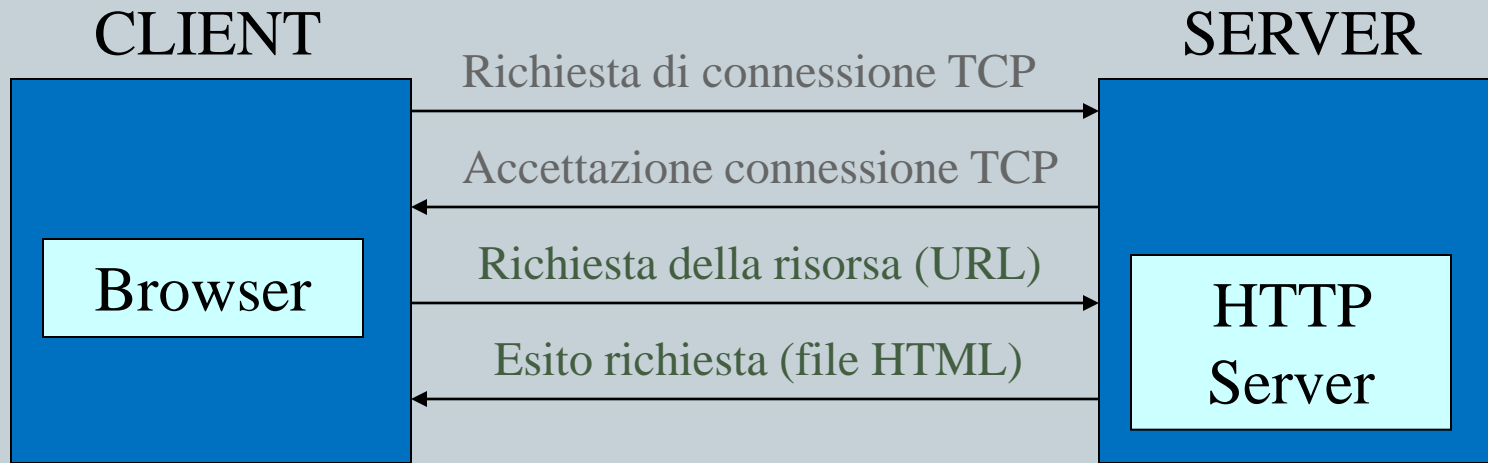 CLIENT
SERVER
Richiesta di connessione TCP
Accettazione connessione TCP
Richiesta della risorsa (URL)
Esito richiesta (file HTML)
Browser
HTTP
Server